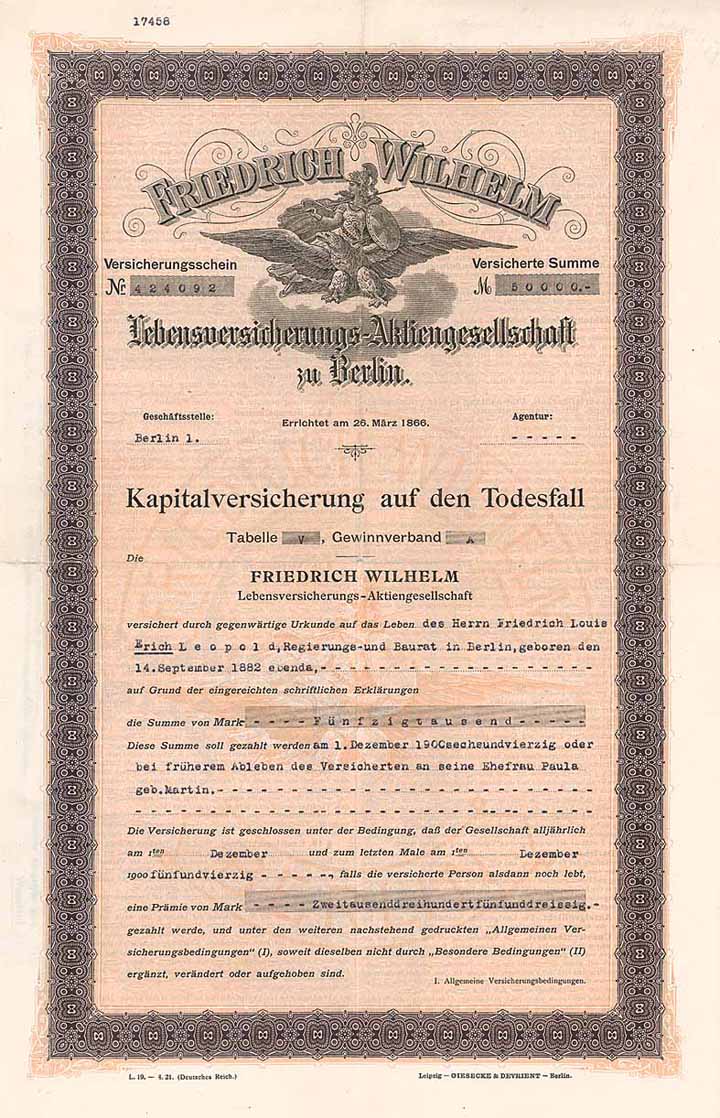 17458
FRIEDRICH WILHELM
Versicherungsschein
Versicherte Summe
No. 424092
M 50000.-
Lebensversicherungs-Aktiengesellschaft
zu Berlin.
Geschäftsstelle:
Errichtet am 26. März 1866.
Agentur:
Berlin 1.
- - - - -
Kapitalversicherung auf den Todesfall
Tabelle V, Gewinnverband A
Die
FRIEDRICH WILHELM
Lebensversicherungs-Aktiengesellschaft
versichert durch gegenwärtige Urkunde auf das Leben des Herrn Friedrich Louis
Erich Leopold, Regierungs-und Baurat in Berlin, geboren den
14. September 1882 ebenda,- - - - - - - - - - - - - - - - -
auf Grund der eingereichten schriftlichen Erklärungen
die Summe von Mark - - - - Fünfzigtausend - - - - -
Diese Summe soll gezahlt werden am 1. Dezember 1900sechsundvierzig oder
bei früherem Ableben des Versicherten an seine Ehefrau Paula
geb.Martin.- - - - - - - - - - - - - - - - - - - - - - -
- - - - - - - - - - - - - - - - - - - - - - - - - - - - -
Die Versicherung ist geschlossen unter der Bedingung, daß der Gesellschaft alljährlich
am 1ten Dezember und zum letzten Male am 1ten Dezember
1900 fünfundvierzig - - - - - -, falls die versicherte Person alsdann noch lebt,
eine Prämie von Mark - - - - Zweitausenddreihundertfünfunddreissig.-
gezahlt werde, und unter den weiteren nachstehend gedruckten „Allgemeinen Ver-
sicherungsbedingungen" (I), soweit dieselben nicht durch „Besondere Bedingungen" (II)
ergänzt, verändert oder aufgehoben sind.
I. Allgemeine Versicherungsbedingungen.
L. 19. — 4. 21. (Deutsches Reich.)
Leipzig — GIESECKE & DEVRIENT — Berlin.